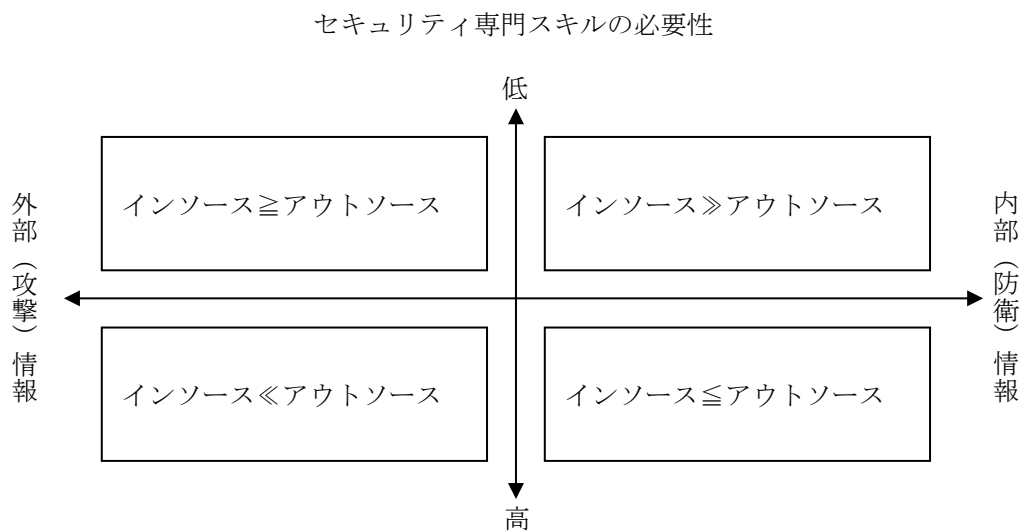 セキュリティ専門スキルの必要性
低
インソース≧アウトソース
インソース≫アウトソース
外部（攻撃）情報
内部（防衛）情報
インソース≪アウトソース
インソース≦アウトソース
高